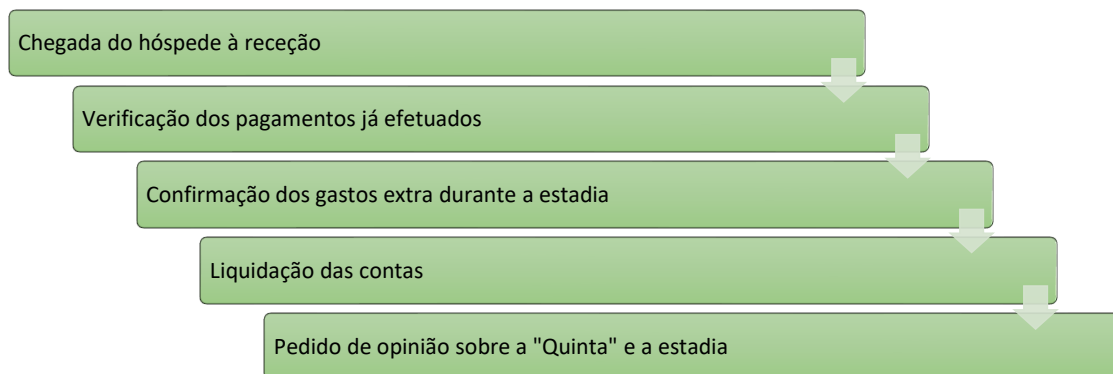 Chegada do hóspede à receção
Verificação dos pagamentos já efetuados
Confirmação dos gastos extra durante a estadia
Liquidação das contas
Pedido de opinião sobre a "Quinta" e a estadia